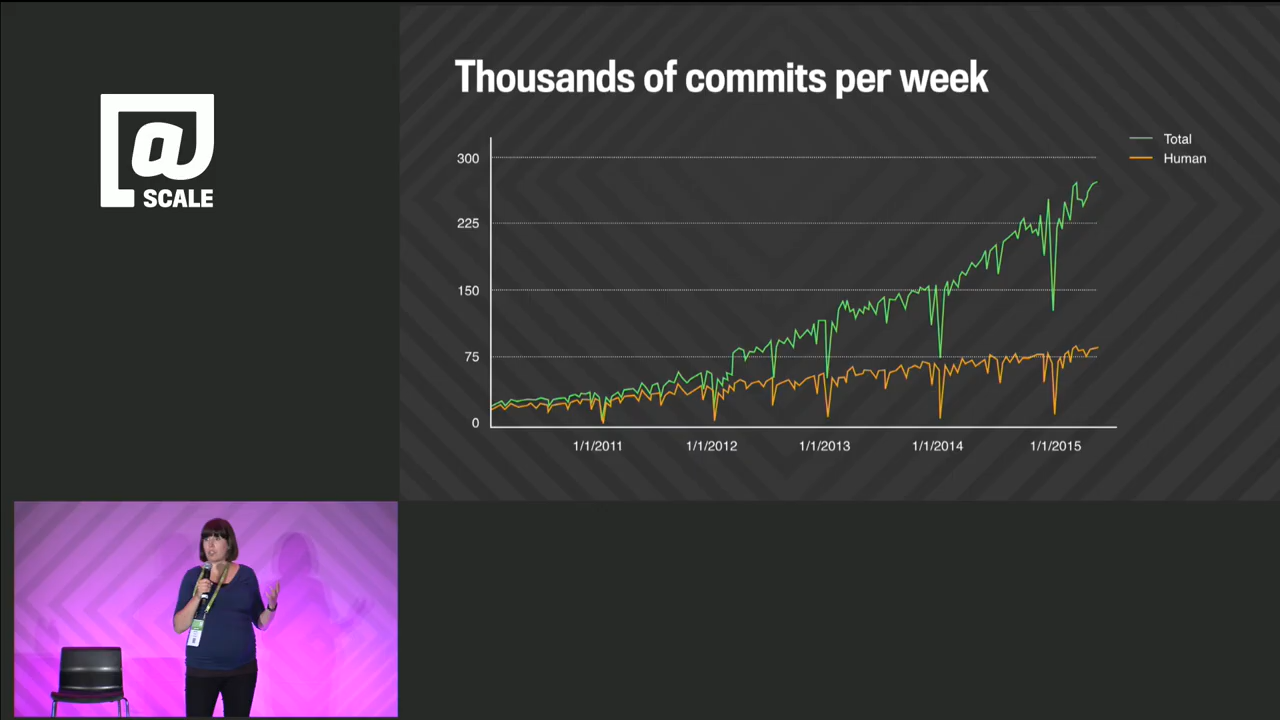 @
SCALE
Thousands of commits per week
Total
Human
300
225
150
75
0
1/1/2011
1/1/2012
1/1/2013
1/1/2014
1/1/2015